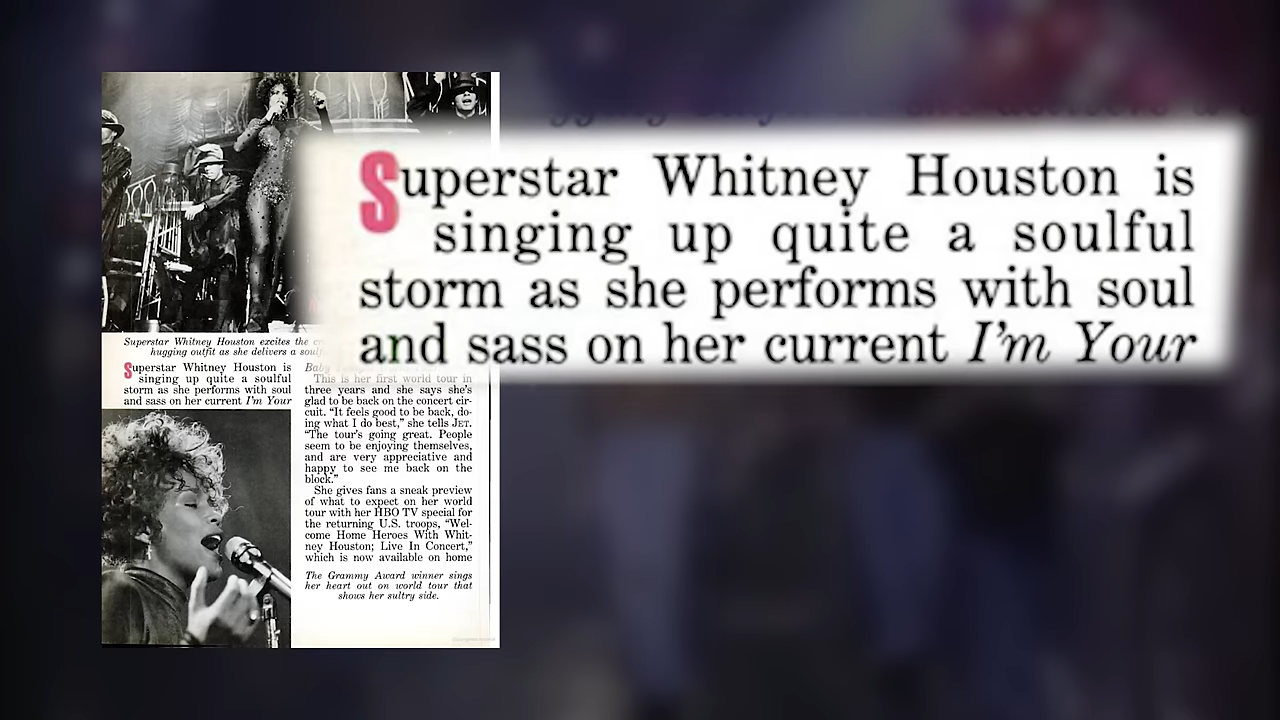 Superstar Whitney Houston is
singing up quite a soulful
storm as she performs with soul
and sass on her current I'm Your
Superstar Whitney Houston excites the
hugging outfit as she delivers a
Superstar Whitney Houston is
singing up quite a soulful
storm as she performs with soul
and sass on her current I'm Your
Baby
This is her first world tour in
three years and she says she's
glad to be back on the concert cir-
cuit. “It feels good to be back, do-
ing what I do best,” she tells JET.
“The tour's going great. People
seem to be enjoying themselves,
and are very appreciative and
happy to see me back on the
block.”
She gives fans a sneak preview
of what to expect on her world
tour with her HBO TV special for
the returning U.S. troops, “Wel-
come Home Heroes With Whit-
ney Houston; Live In Concert,”
which is now available on home
The Grammy Award winner sings
her heart out on world tour that
shows her sultry side.